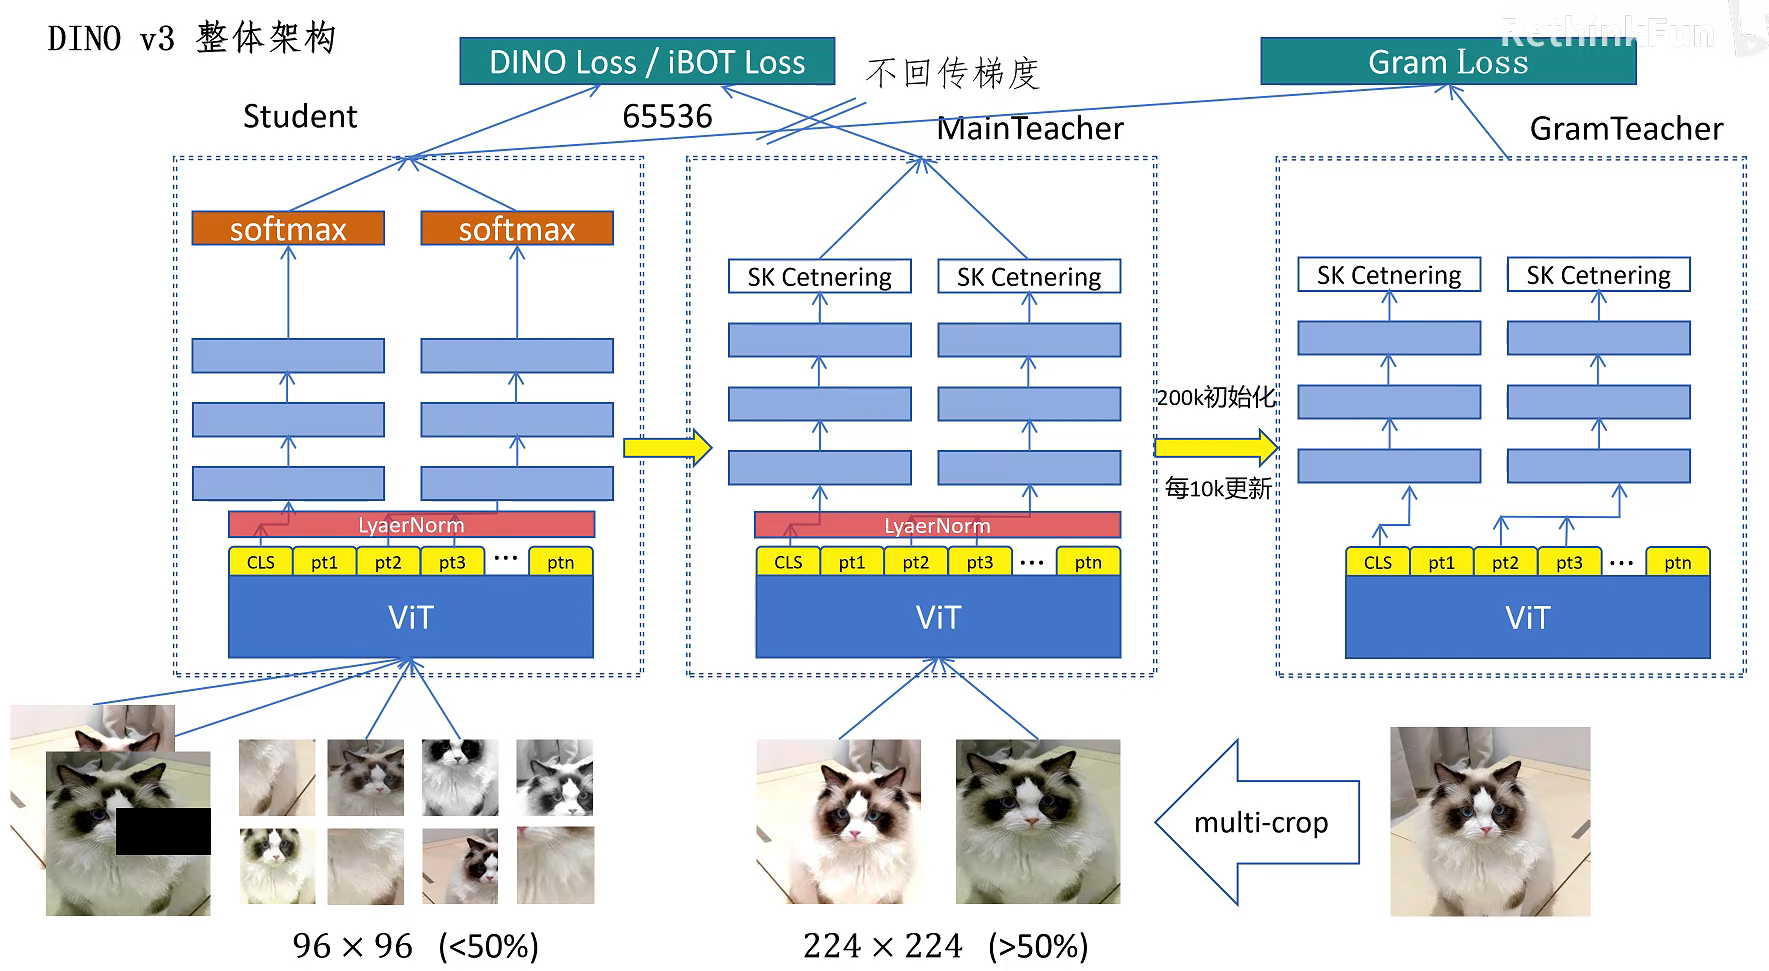 DINO v3 整体架构
RethinkFun
DINO Loss / iBOT Loss
Gram Loss
不回传梯度
Student
65536
MainTeacher
GramTeacher
softmax
softmax
SK Cetnering
SK Cetnering
SK Cetnering
SK Cetnering
200k初始化
每10k更新
LyaerNorm
LyaerNorm
CLS pt1 pt2 pt3 ... ptn
CLS pt1 pt2 pt3 ... ptn
CLS pt1 pt2 pt3 ... ptn
ViT
ViT
ViT
multi-crop
96 × 96 (<50%)
224 × 224 (>50%)